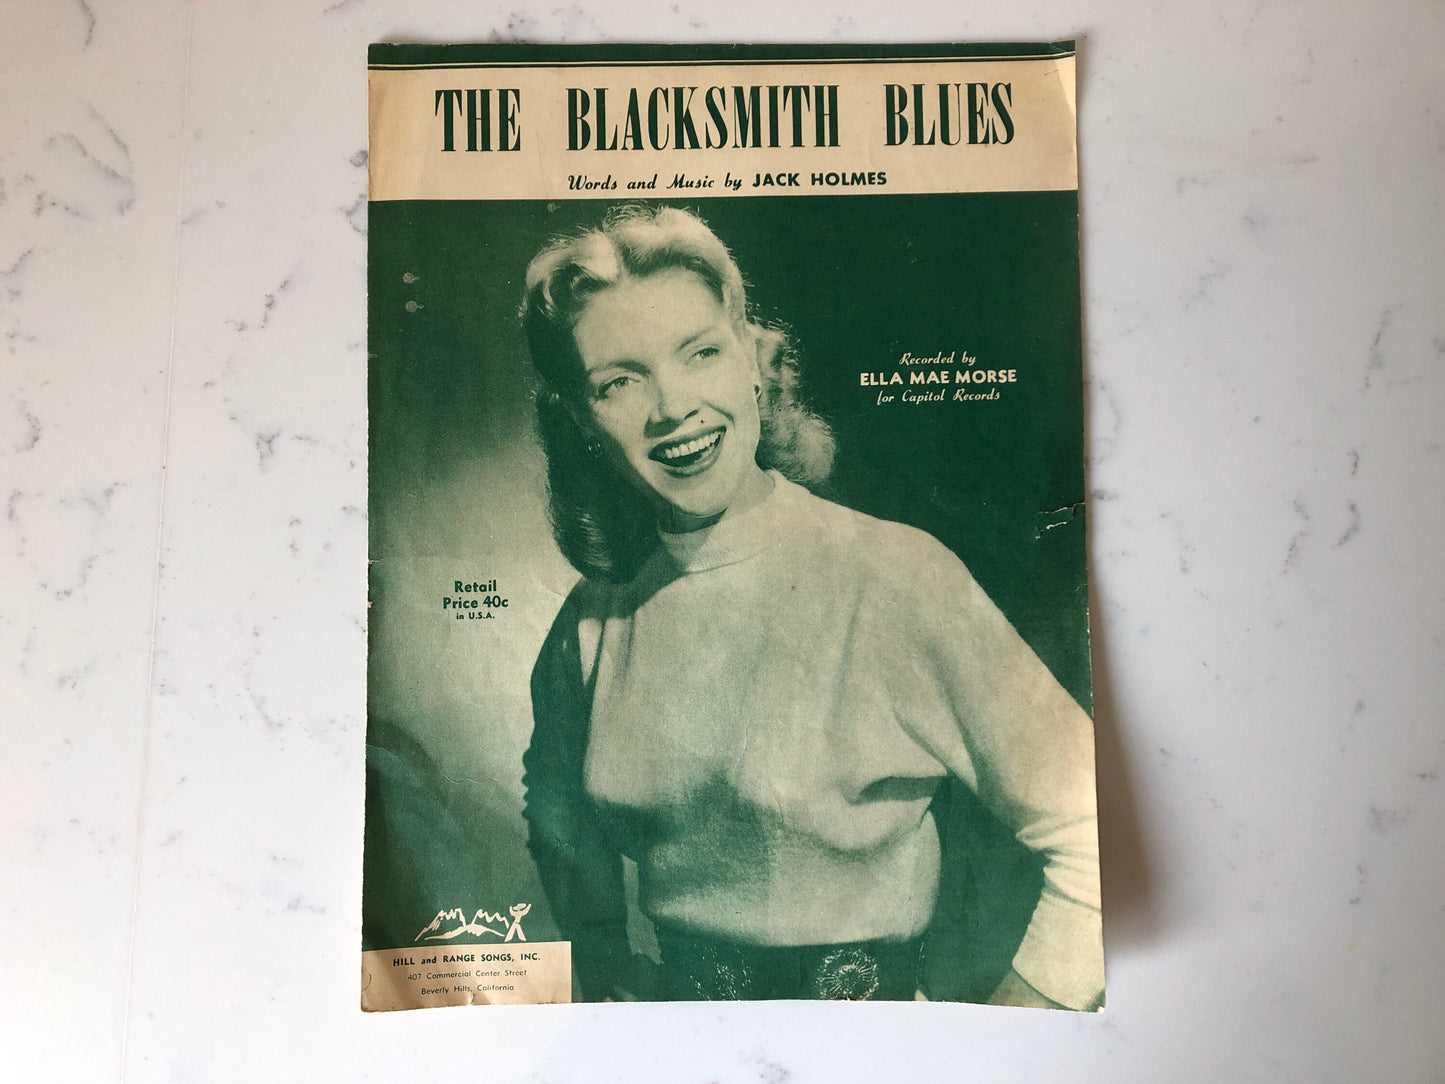 THE BLACKSMITH BLUES
Words and Music by JACK HOLMES
Recorded by
ELLA MAE MORSE
for Capitol Records
Retail
Price 40c
in U.S.A.
HILL and RANGE SONGS, INC.
407 Commercial Center Street
Beverly Hills, California